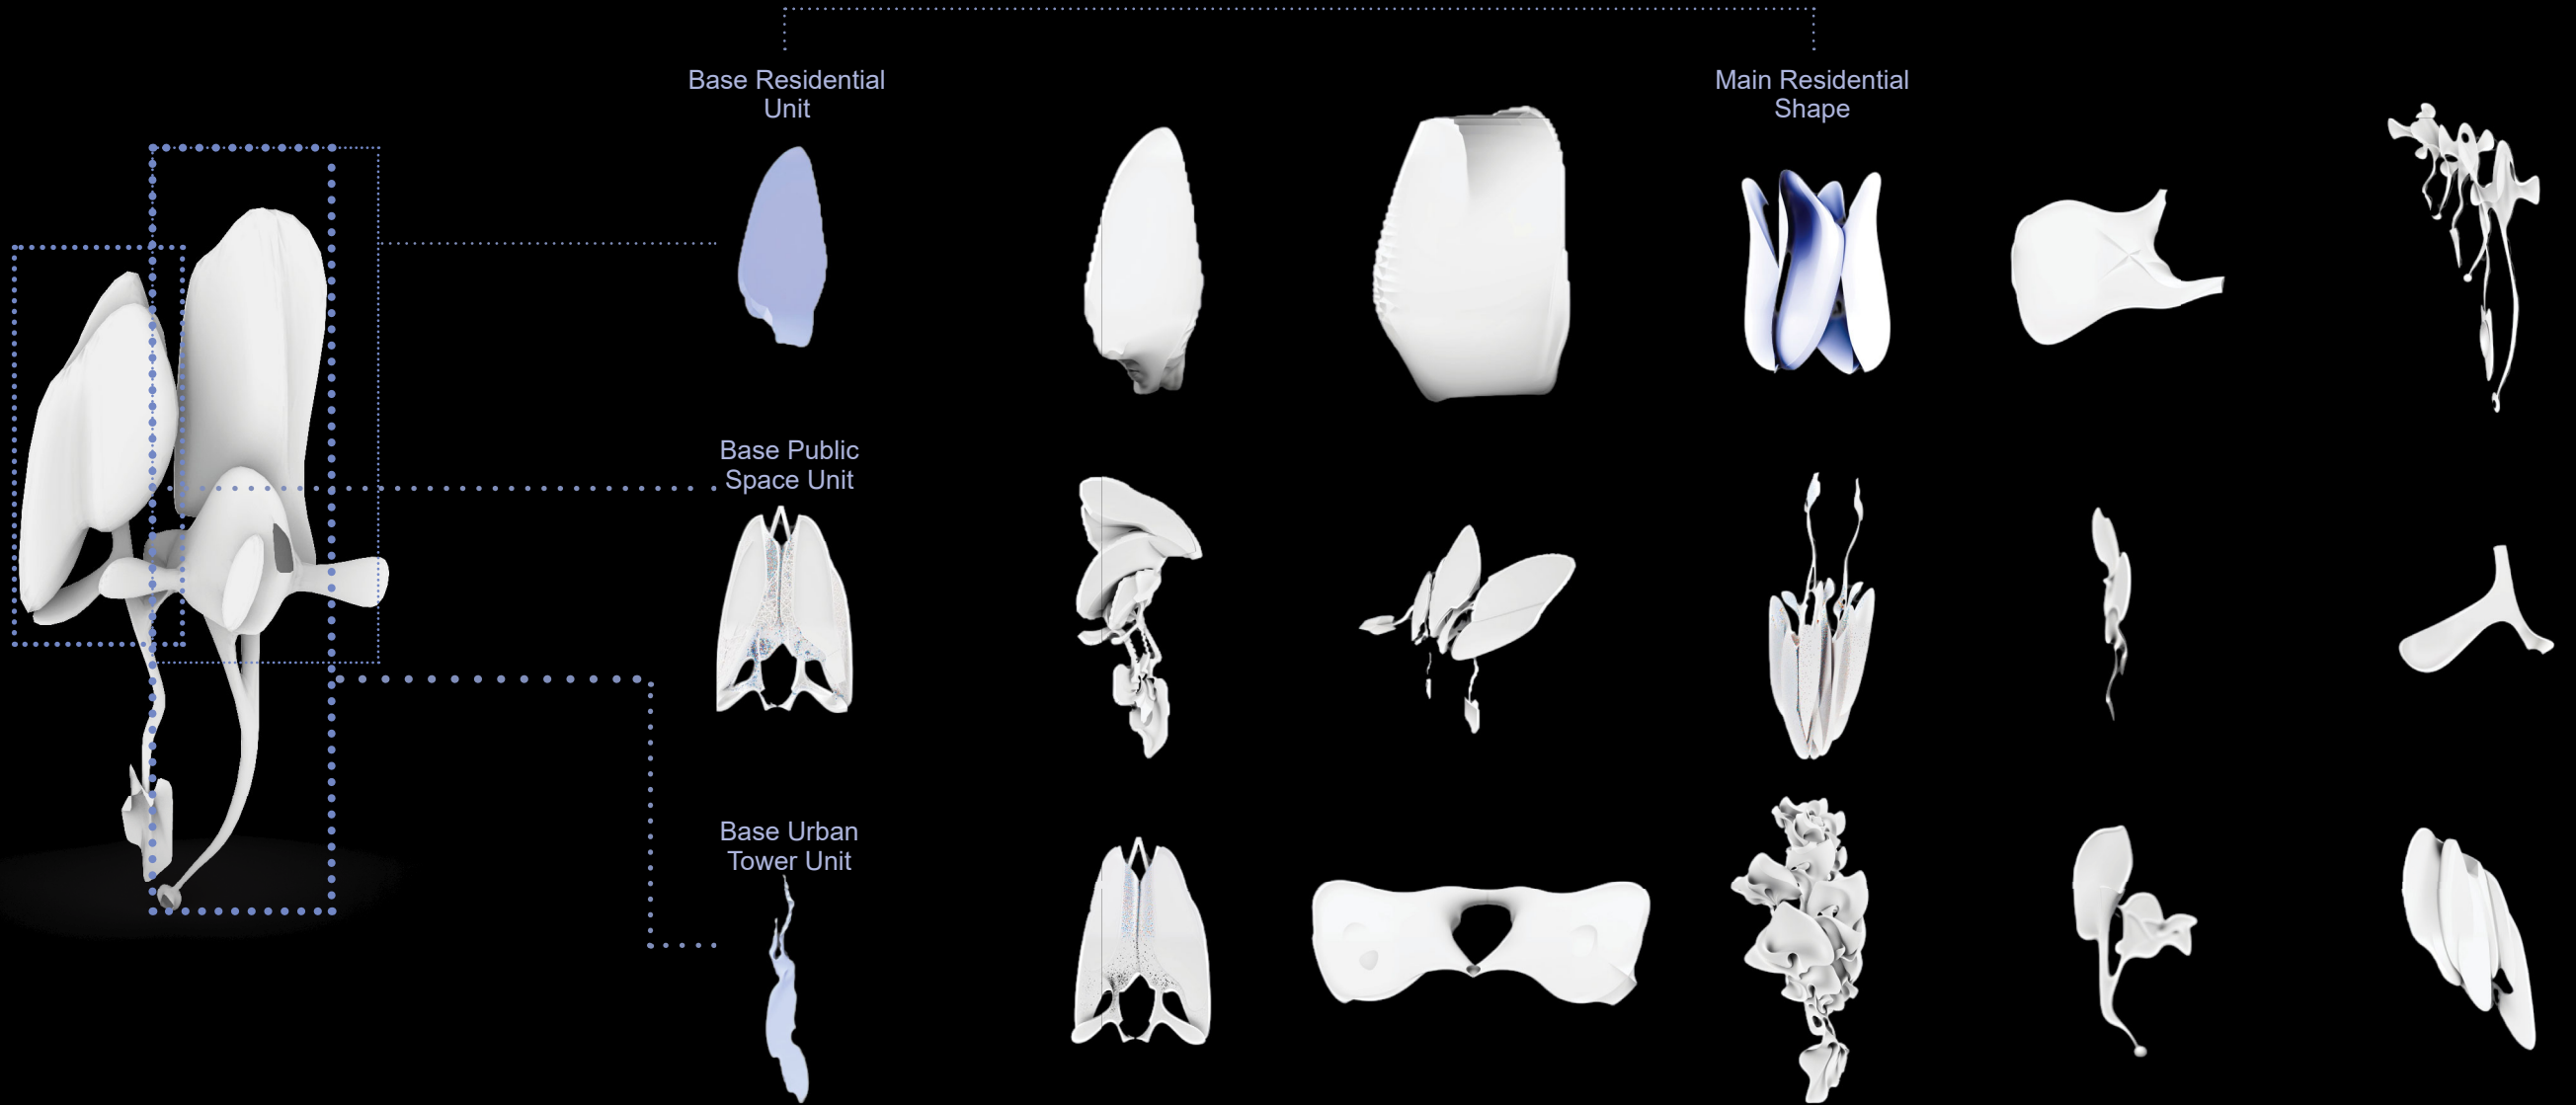 Base Residential
Unit
Main Residential
Shape
Base Public
Space Unit
Base Urban
Tower Unit